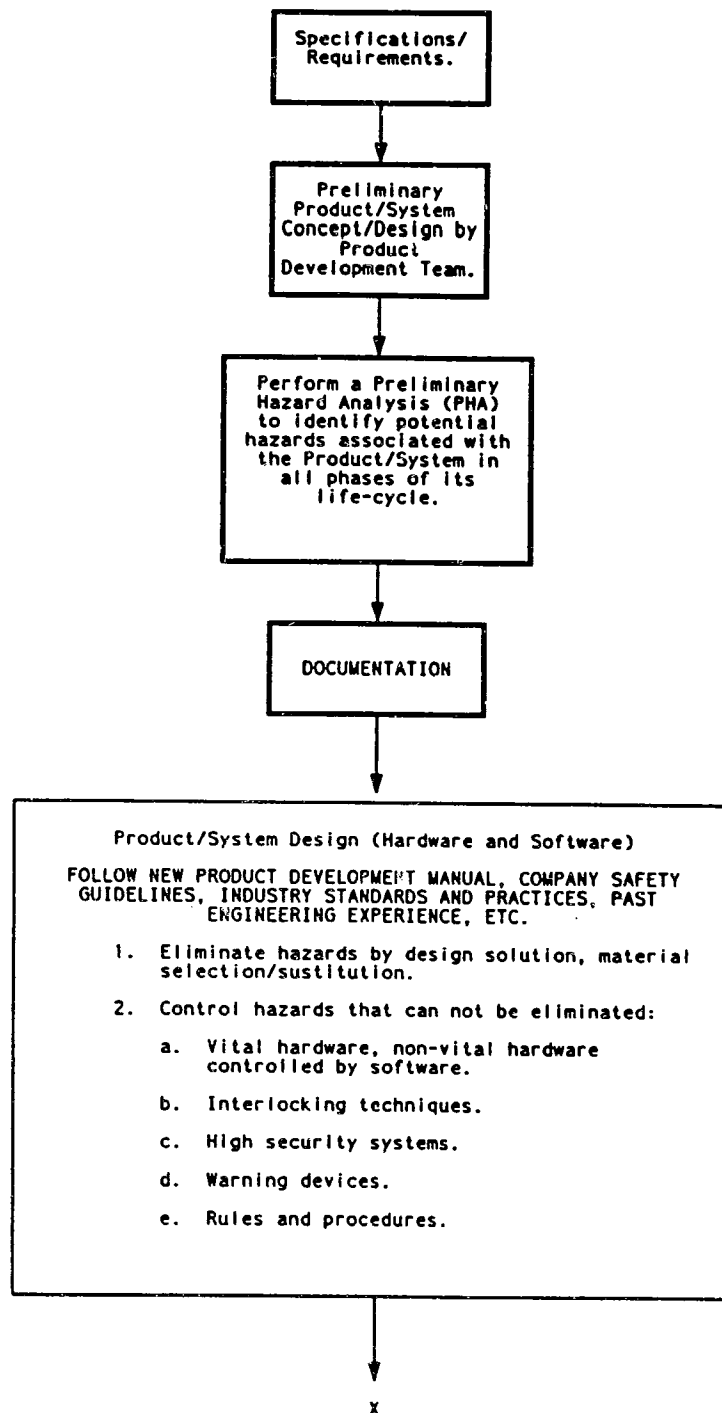 Specifications/
Requirements.
Preliminary
Product/System
Concept/Design by
Product
Development Team.
Perform a Preliminary
Hazard Analysis (PHA)
to identify potential
hazards associated with
the Product/System in
all phases of its
life-cycle.
DOCUMENTATION
Product/System Design (Hardware and Software)
FOLLOW NEW PRODUCT DEVELOPMENT MANUAL, COMPANY SAFETY
GUIDELINES, INDUSTRY STANDARDS AND PRACTICES, PAST
ENGINEERING EXPERIENCE, ETC.
1. Eliminate hazards by design solution, material
selection/sustitution.
2. Control hazards that can not be eliminated:
a. Vital hardware, non-vital hardware
controlled by software.
b. Interlocking techniques.
c. High security systems.
d. Warning devices.
e. Rules and procedures.
X